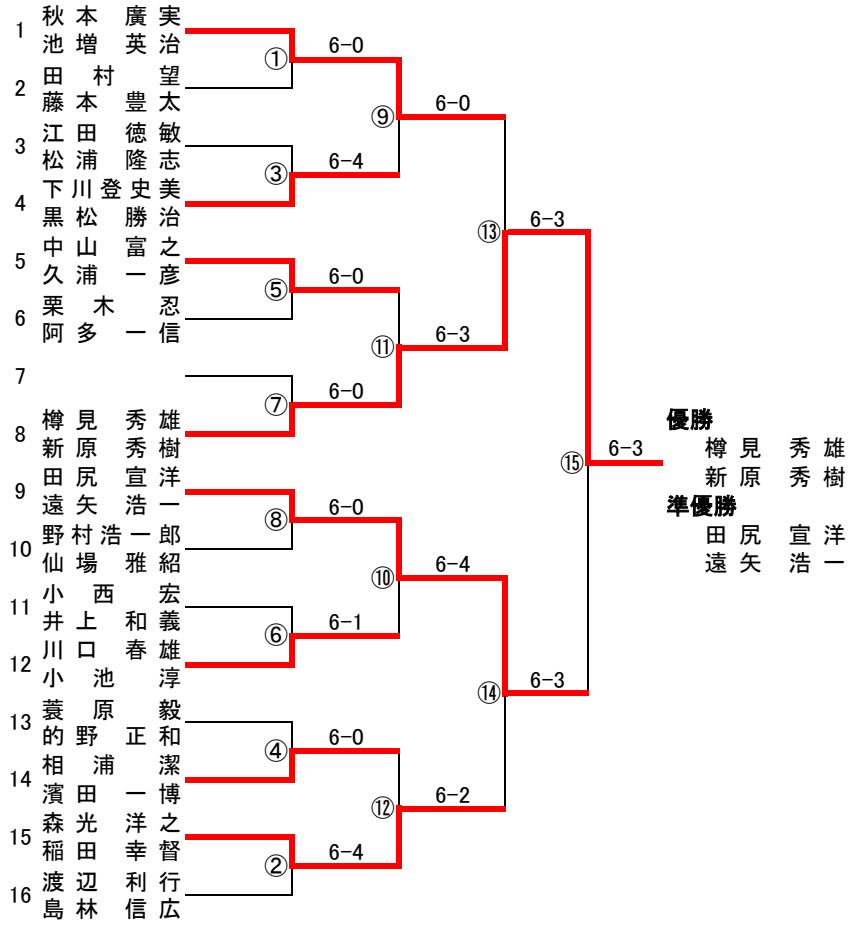 1 秋本 廣実
池増 英治
2 田村 望
藤本 豊太
3 江田 徳敏
松浦 隆志
4 下川登史美
黒松 勝治
5 中山 富之
久浦 一彦
6 栗木 忍
阿多 一信
7
8 樽見 秀雄
新原 秀樹
9 田尻 宣洋
遠矢 浩一
10 野村浩一郎
仙場 雅紹
11 小西 宏
井上 和義
12 川口 春雄
小池 淳
13 蓑原 毅
的野 正和
14 相浦 潔
濱田 一博
15 森光 洋之
稲田 幸督
16 渡辺 利行
島林 信広
① 6-0
③ 6-4
⑤ 6-0
⑦ 6-0
⑧ 6-0
⑥ 6-1
④ 6-0
② 6-4
⑨ 6-0
⑪ 6-3
⑩ 6-4
⑫ 6-2
⑬ 6-3
⑭ 6-3
⑮ 6-3
優勝
樽見 秀雄
新原 秀樹
準優勝
田尻 宣洋
遠矢 浩一